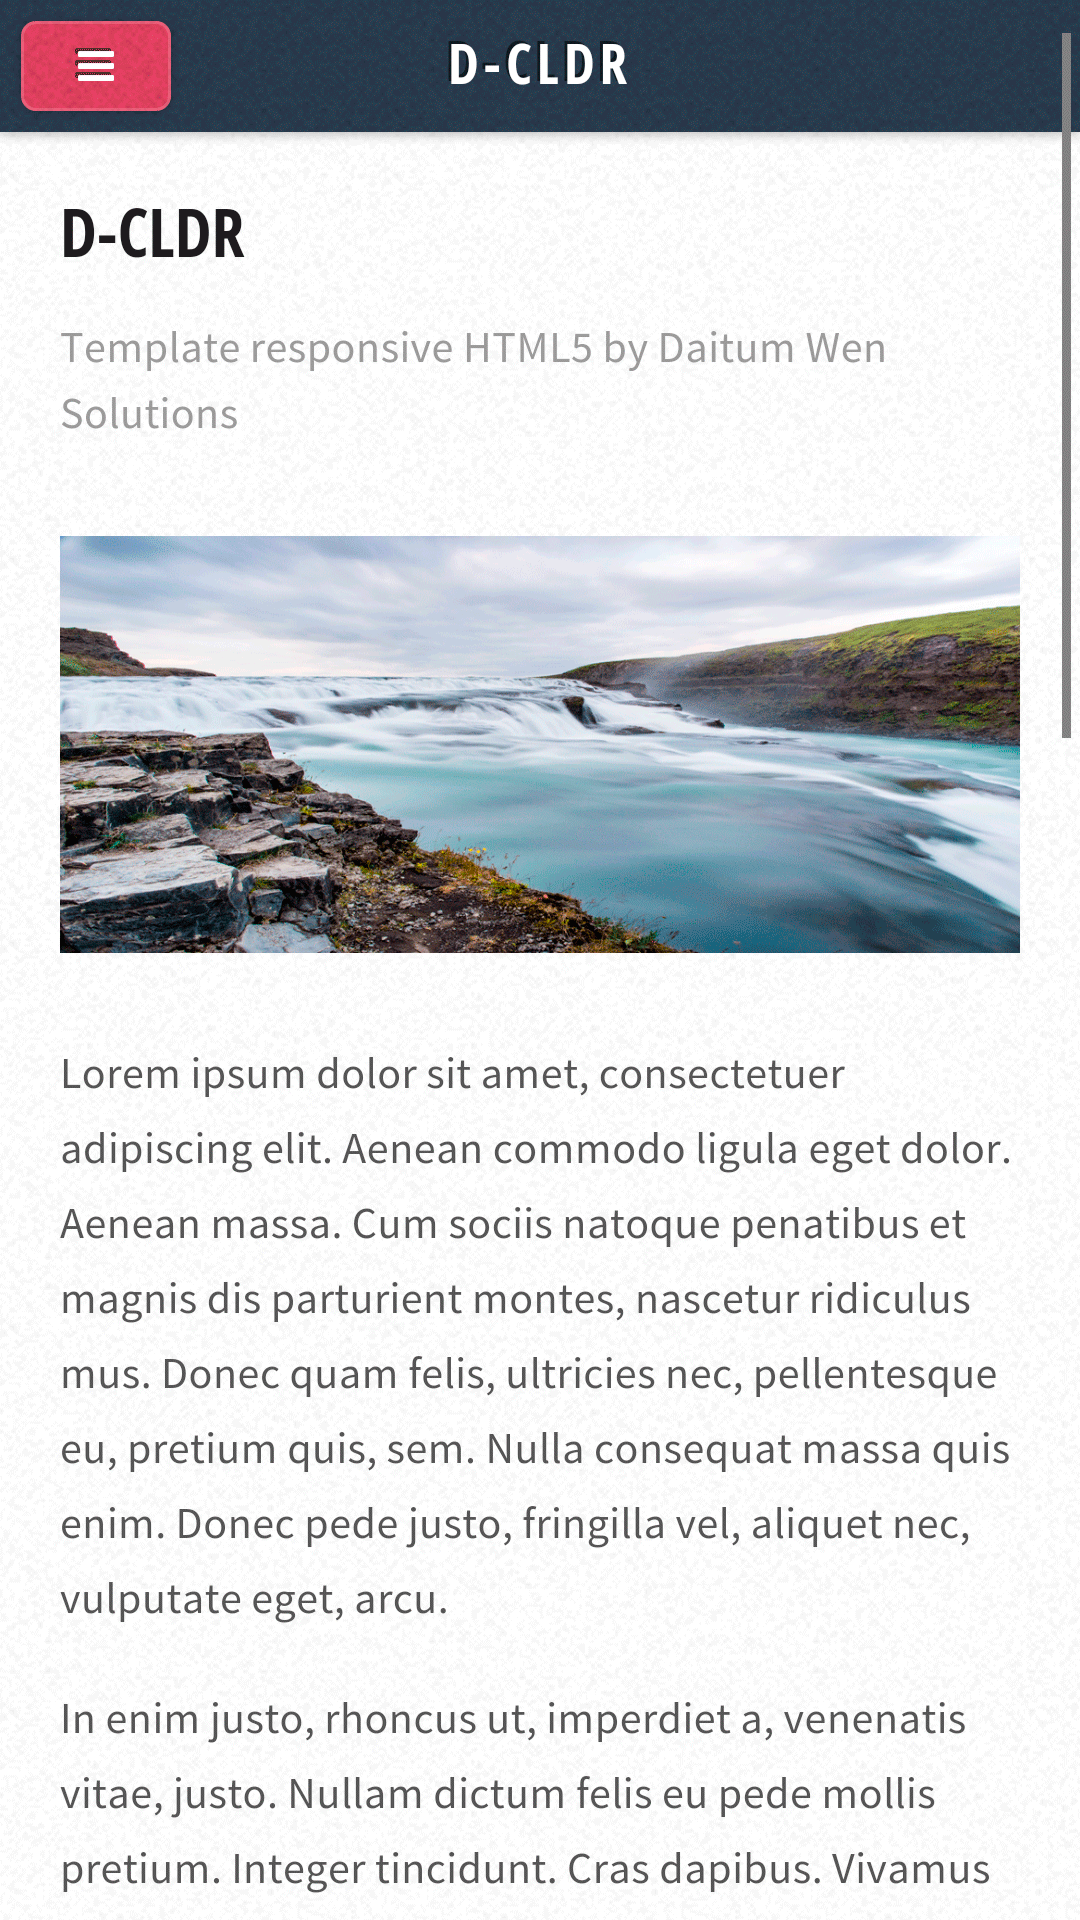 D-CLDR
D-CLDR
Template responsive HTML5 by Daitum Wen
Solutions
Lorem ipsum dolor sit amet, consectetuer
adipiscing elit. Aenean commodo ligula eget dolor.
Aenean massa. Cum sociis natoque penatibus et
magnis dis parturient montes, nascetur ridiculus
mus. Donec quam felis, ultricies nec, pellentesque
eu, pretium quis, sem. Nulla consequat massa quis
enim. Donec pede justo, fringilla vel, aliquet nec,
vulputate eget, arcu.
In enim justo, rhoncus ut, imperdiet a, venenatis
vitae, justo. Nullam dictum felis eu pede mollis
pretium. Integer tincidunt. Cras dapibus. Vivamus